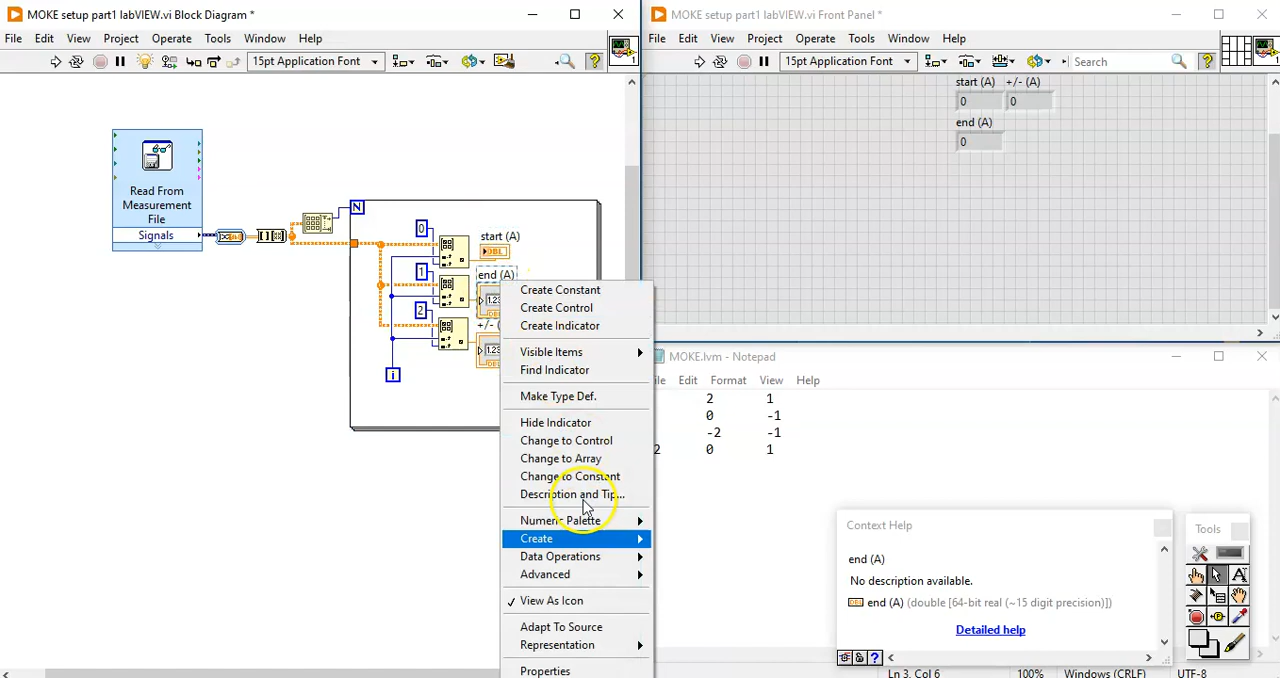 MOKE setup part1 labVIEW.vi Block Diagram *
File Edit View Project Operate Tools Window Help
15pt Application Font
Read From
Measurement
File
Signals
N
0
start (A)
DBL
1
end (A)
1.23
2
+/- (
1.23
i
Create Constant
Create Control
Create Indicator
Visible Items
Find Indicator
Make Type Def.
Hide Indicator
Change to Control
Change to Array
Change to Constant
Description and Tip...
Numeric Palette
Create
Data Operations
Advanced
View As Icon
Adapt To Source
Representation
Properties
MOKE setup part1 labVIEW.vi Front Panel *
File Edit View Project Operate Tools Window Help
15pt Application Font
Search
start (A) +/- (A)
0 0
end (A)
0
MOKE.lvm - Notepad
ile Edit Format View Help
2 1
0 -1
-2 -1
2 0 1
Context Help
end (A)
No description available.
DBL end (A) (double [64-bit real (~15 digit precision)])
Detailed help
Tools
Ln 3, Col 6 100% Windows (CRLF) UTF-8